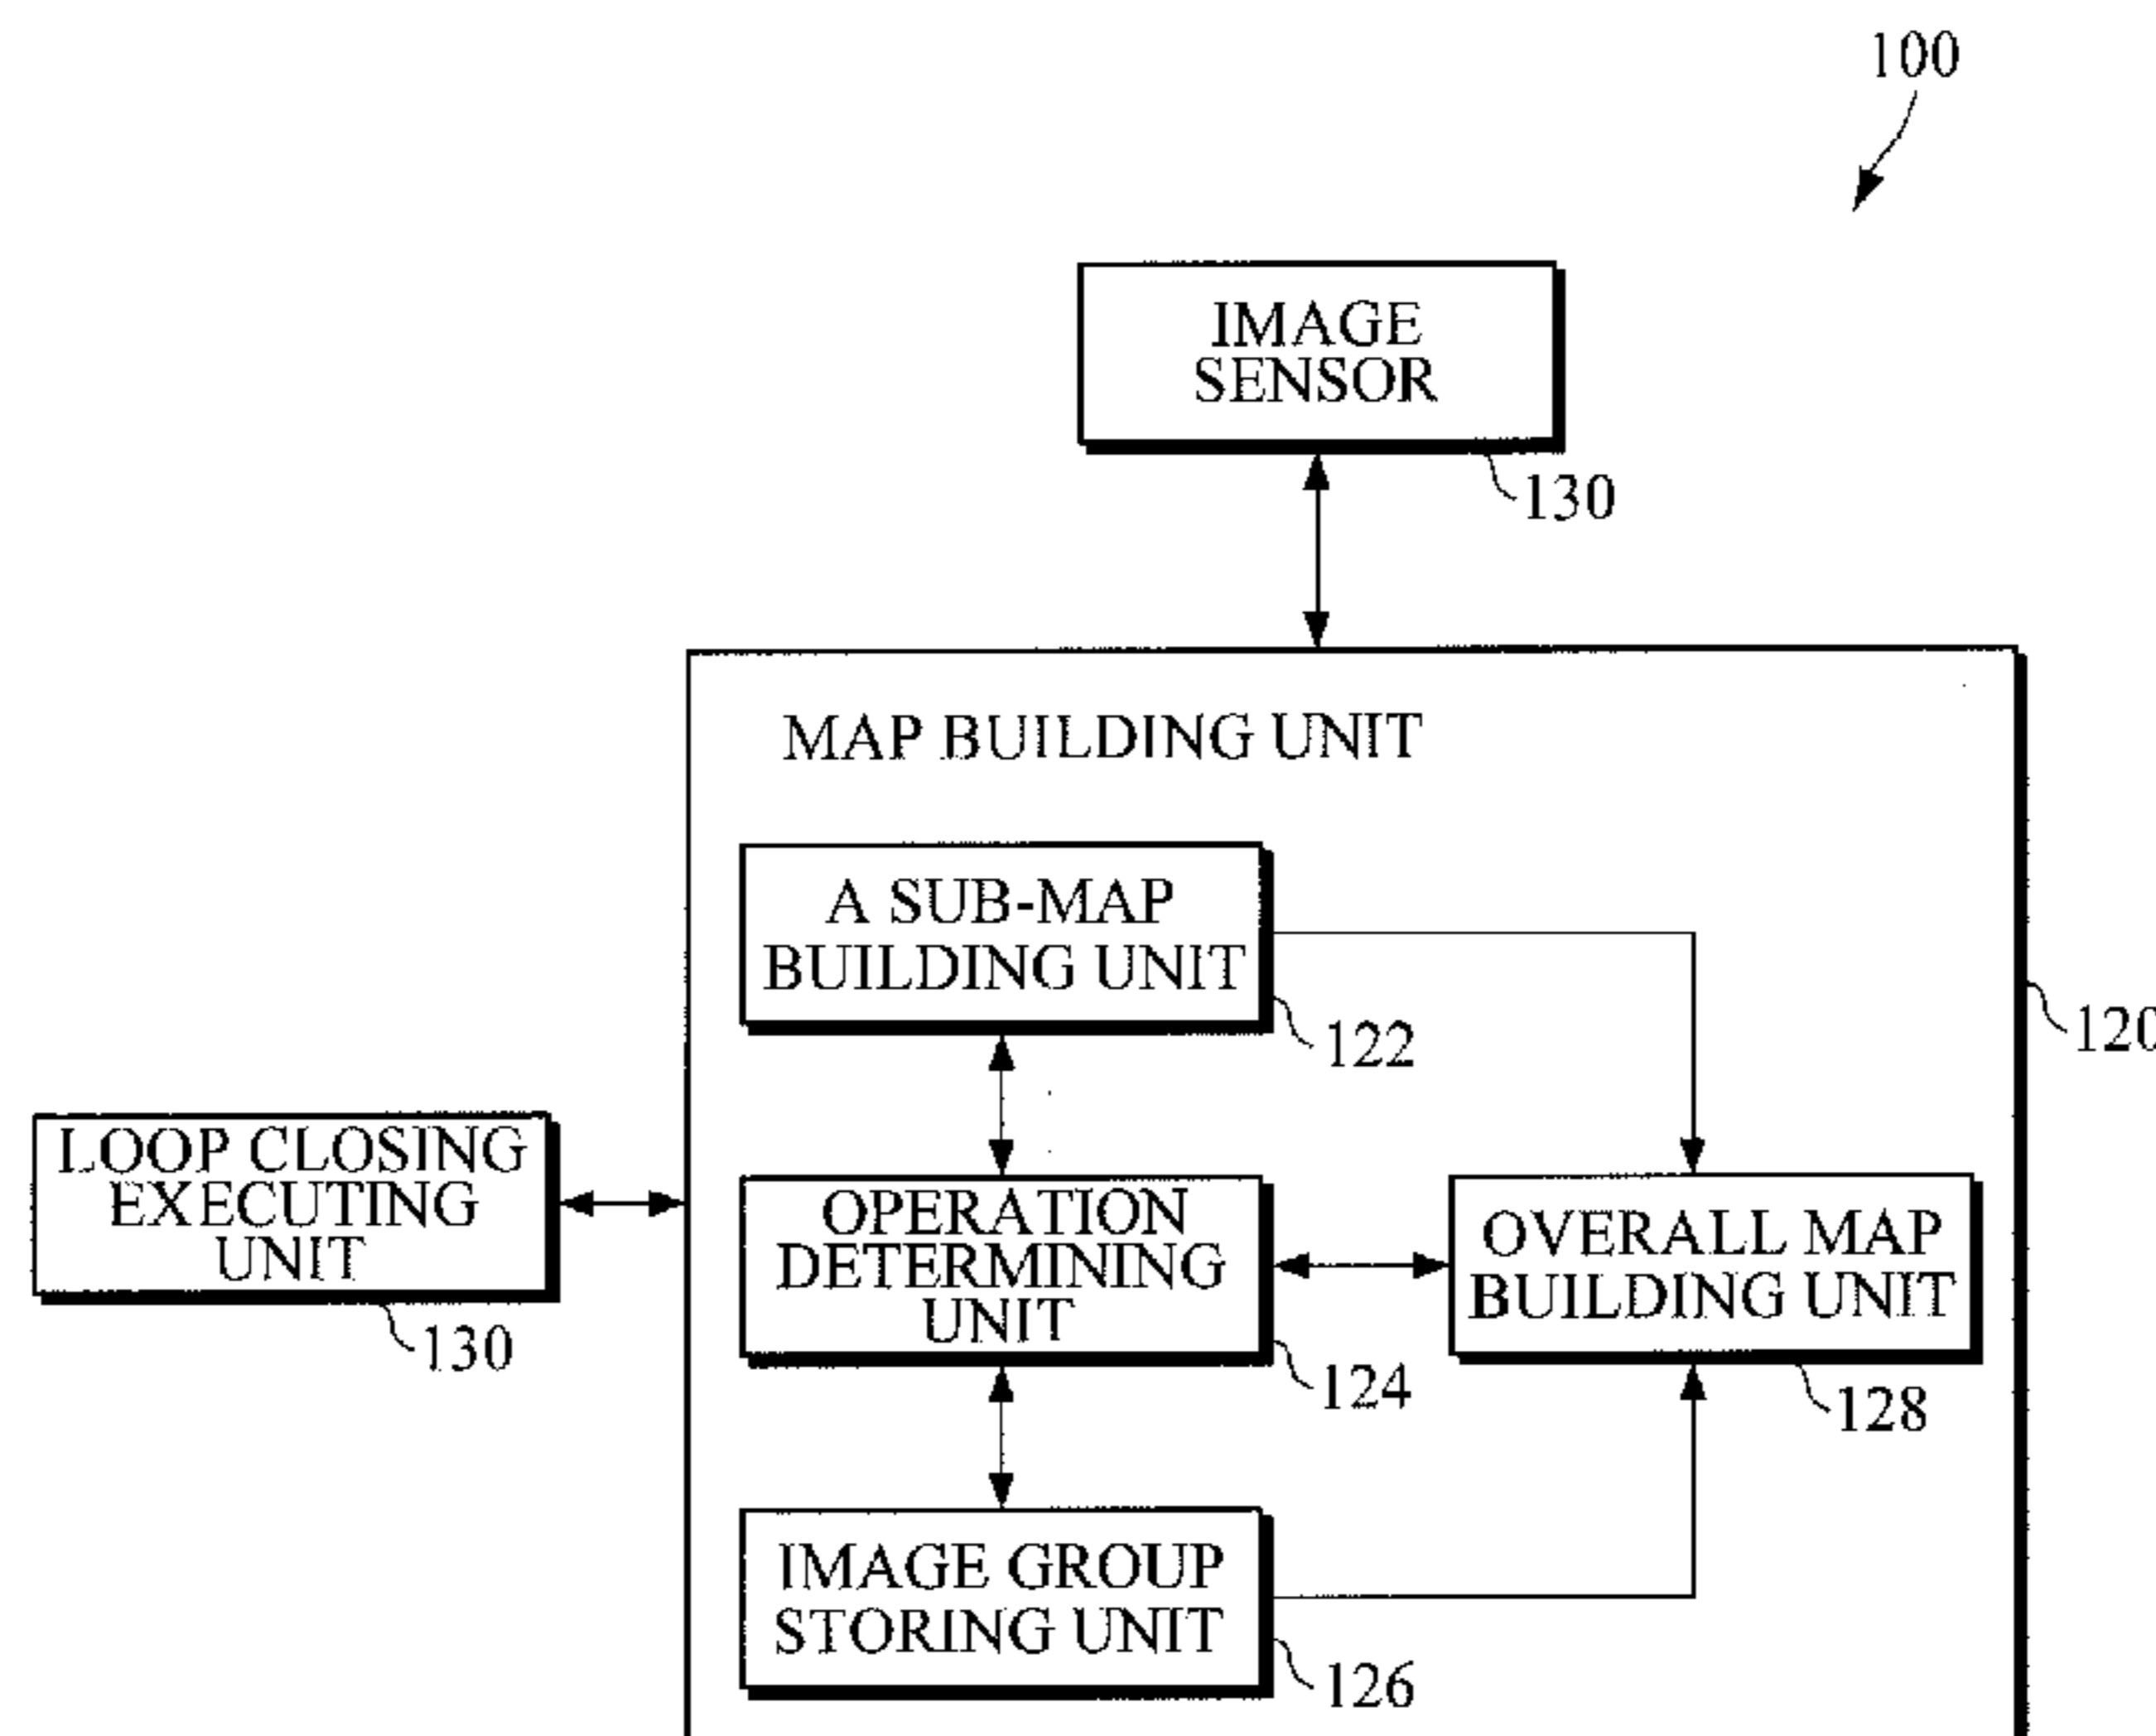 100
IMAGE
SENSOR
130
MAP BUILDING UNIT
A SUB-MAP
BUILDING UNIT
122
120
LOOP CLOSING
EXECUTING
UNIT
130
OPERATION
DETERMINING
UNIT
124
OVERALL MAP
BUILDING UNIT
128
IMAGE GROUP
STORING UNIT
126